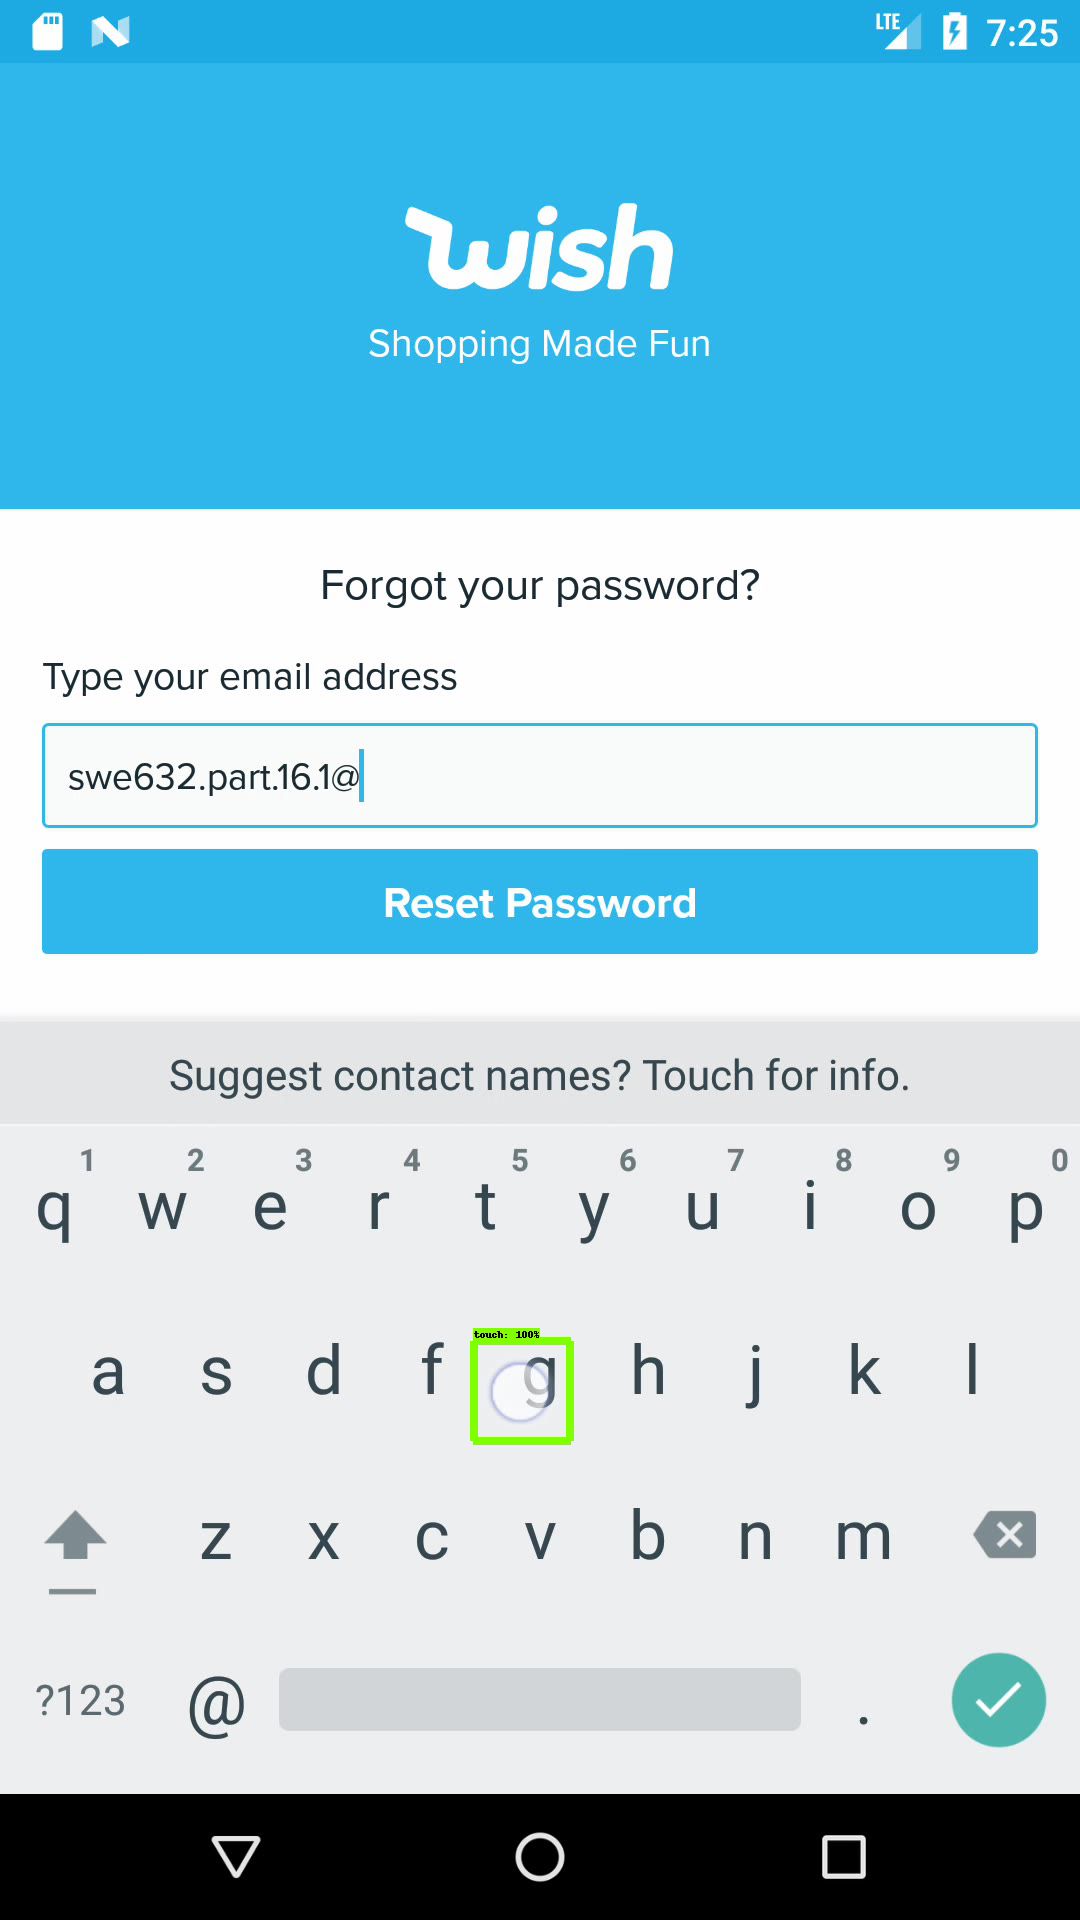 LTE 7:25
wish
Shopping Made Fun
Forgot your password?
Type your email address
swe632.part.16.1@
Reset Password
Suggest contact names? Touch for info.
1 2 3 4 5 6 7 8 9 0
q w e r t y u i o p
touch: 100%
a s d f g h j k l
z x c v b n m
?123 @ .